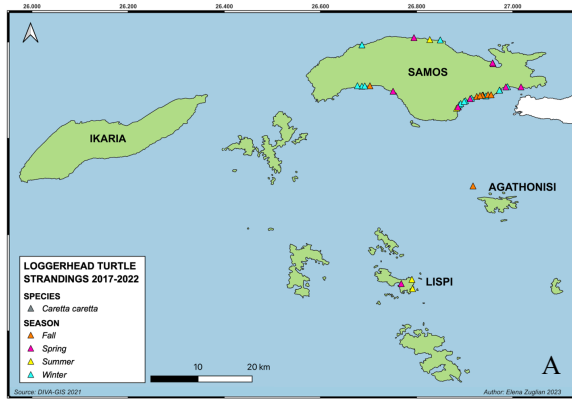 26.000 26.200 26.400 26.600 26.800 27.000
SAMOS
IKARIA
AGATHONISI
LISPI
LOGGERHEAD TURTLE
STRANDINGS 2017-2022
SPECIES
Caretta caretta
SEASON
Fall
Spring
Summer
Winter
10 20 km
A
Source: DIVA-GIS 2021
Author: Elena Zuglian 2023